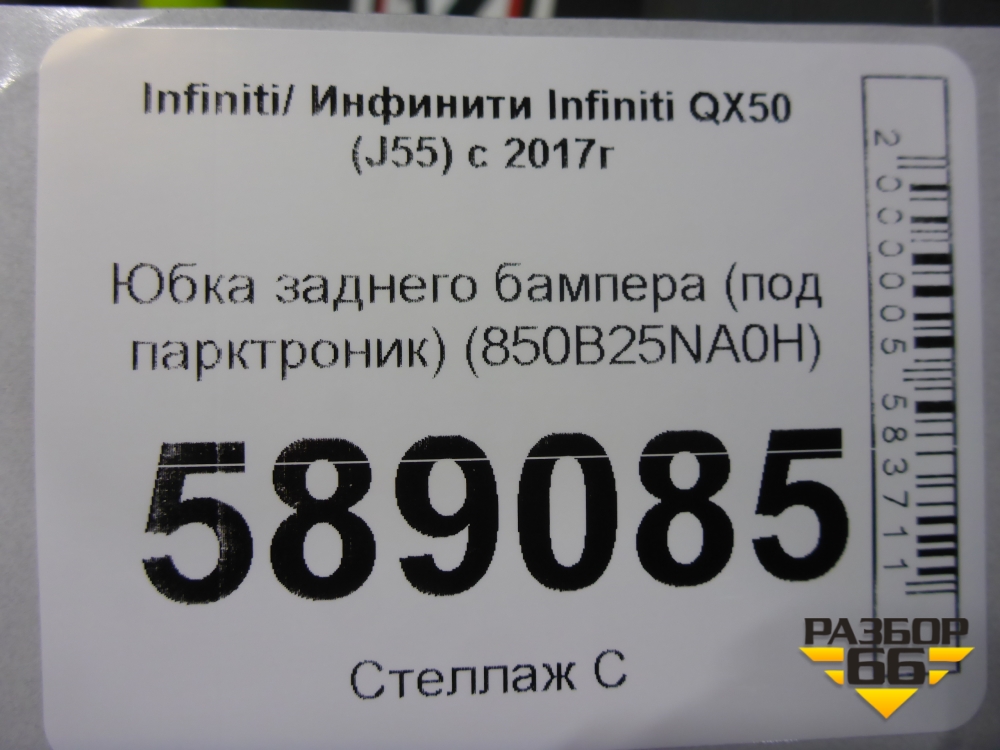 Infiniti/ Инфинити Infiniti QX50
(J55) с 2017г
Юбка заднего бампера (под
парктроник) (850B25NA0H)
589085
Стеллаж С
2000005583711
РАЗБОР
66